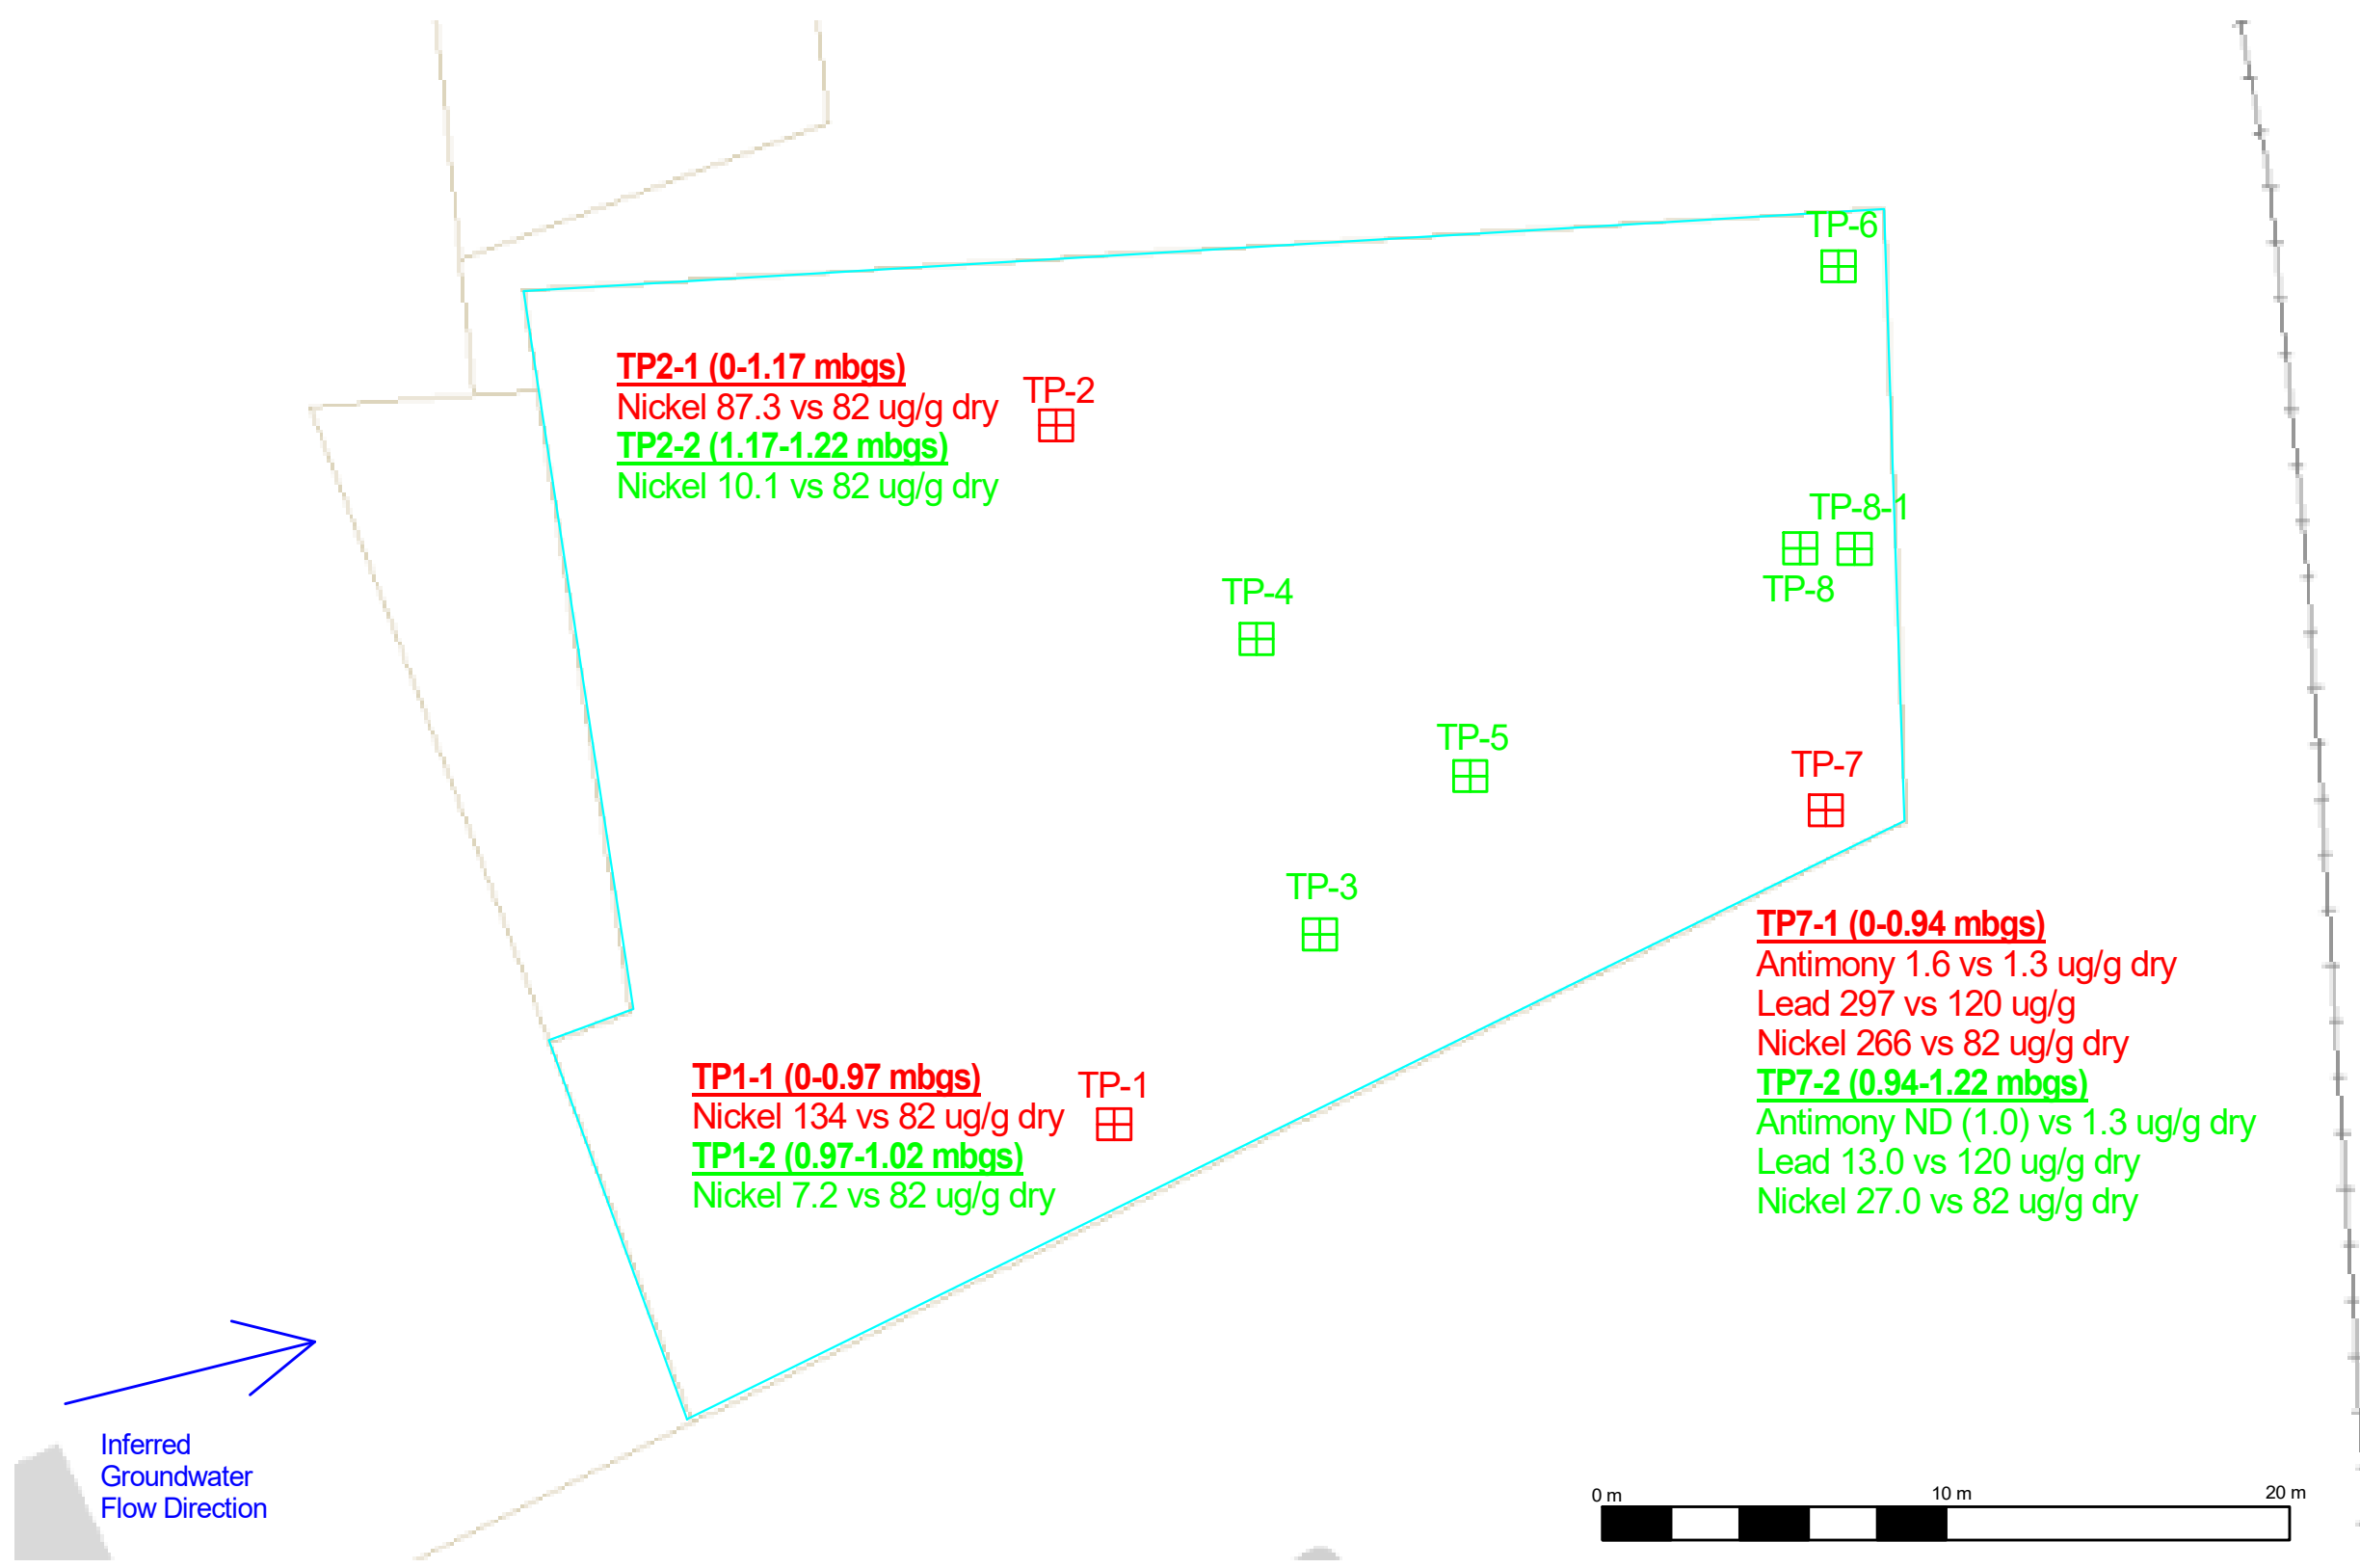 TP-6
TP2-1 (0-1.17 mbgs)
Nickel 87.3 vs 82 ug/g dry
TP2-2 (1.17-1.22 mbgs)
Nickel 10.1 vs 82 ug/g dry
TP-2
TP-8-1
TP-8
TP-4
TP-5
TP-7
TP-3
TP7-1 (0-0.94 mbgs)
Antimony 1.6 vs 1.3 ug/g dry
Lead 297 vs 120 ug/g
Nickel 266 vs 82 ug/g dry
TP7-2 (0.94-1.22 mbgs)
Antimony ND (1.0) vs 1.3 ug/g dry
Lead 13.0 vs 120 ug/g dry
Nickel 27.0 vs 82 ug/g dry
TP1-1 (0-0.97 mbgs)
Nickel 134 vs 82 ug/g dry
TP1-2 (0.97-1.02 mbgs)
Nickel 7.2 vs 82 ug/g dry
TP-1
Inferred
Groundwater
Flow Direction
0 m 10 m 20 m